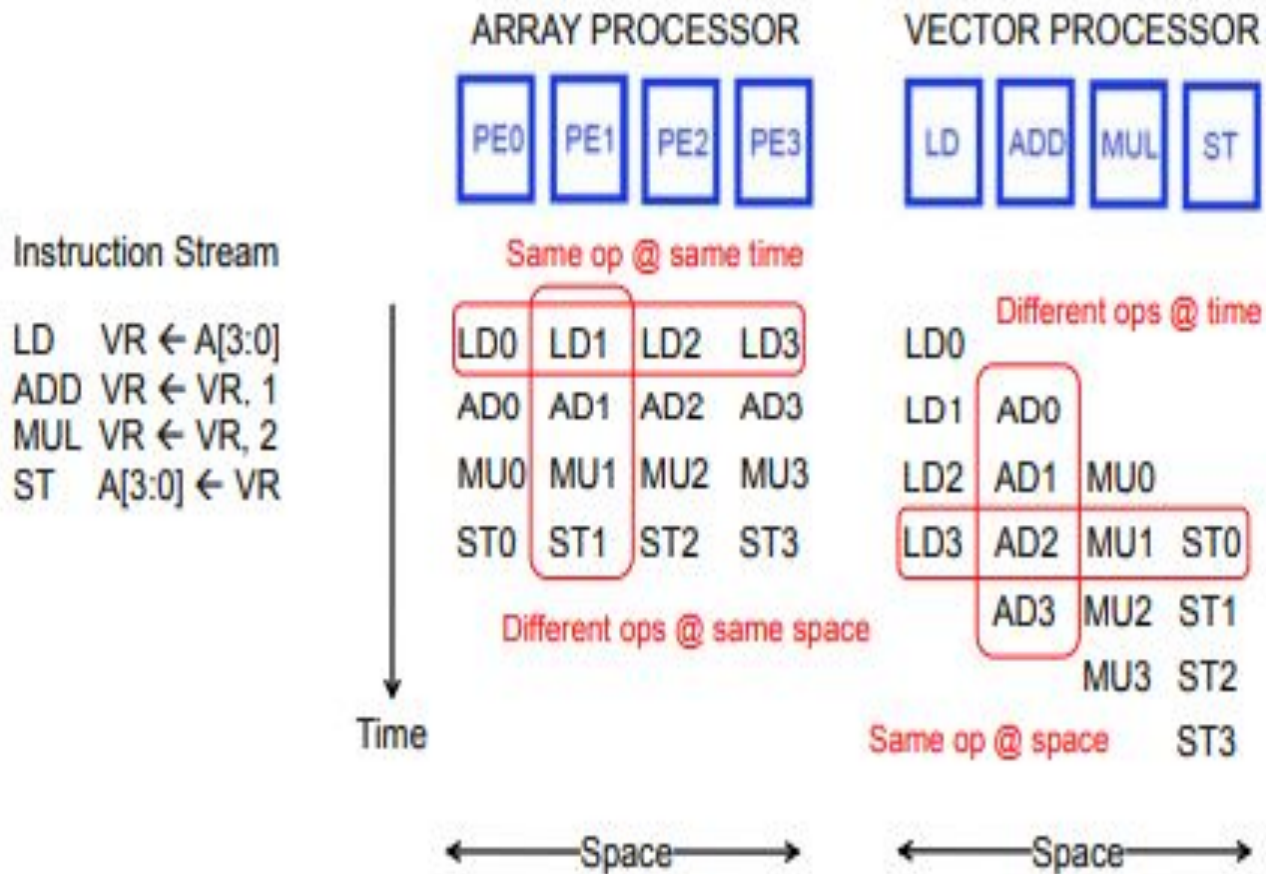 ARRAY PROCESSOR
VECTOR PROCESSOR
PE0 PE1 PE2 PE3
LD ADD MUL ST
Instruction Stream
Same op @ same time
Different ops @ time
LD VR ← A[3:0]
ADD VR ← VR, 1
MUL VR ← VR, 2
ST A[3:0] ← VR
LD0 LD1 LD2 LD3
AD0 AD1 AD2 AD3
MU0 MU1 MU2 MU3
ST0 ST1 ST2 ST3
Different ops @ same space
LD0
LD1 AD0
LD2 AD1 MU0
LD3 AD2 MU1 ST0
AD3 MU2 ST1
MU3 ST2
ST3
Same op @ space
Time
Space
Space